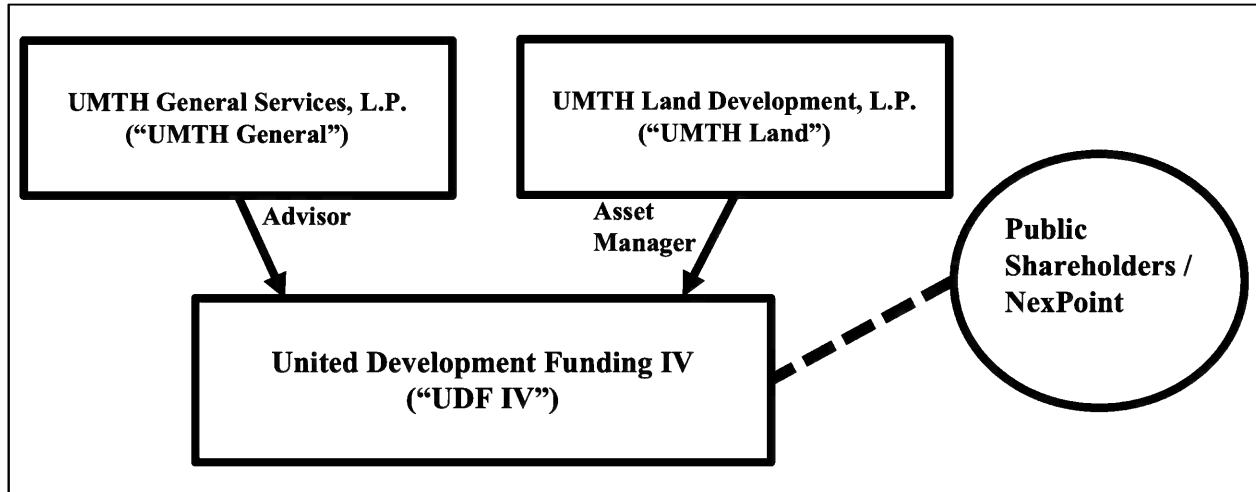 UMTH General Services, L.P.
(“UMTH General”)
UMTH Land Development, L.P.
(“UMTH Land”)
Advisor
Asset
Manager
Public
Shareholders /
NexPoint
United Development Funding IV
(“UDF IV”)